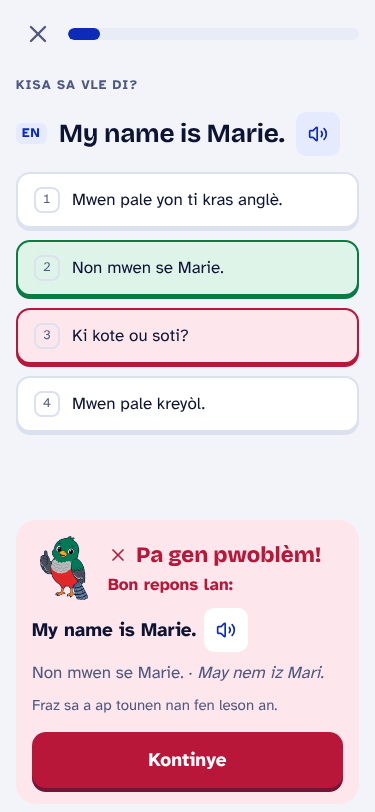 KISA SA VLE DI?
EN My name is Marie.
1 Mwen pale yon ti kras anglè.
2 Non mwen se Marie.
3 Ki kote ou soti?
4 Mwen pale kreyòl.
Pa gen pwoblèm!
Bon repons lan:
My name is Marie.
Non mwen se Marie. · May nem iz Mari.
Fraz sa a ap tounen nan fen leson an.
Kontinye